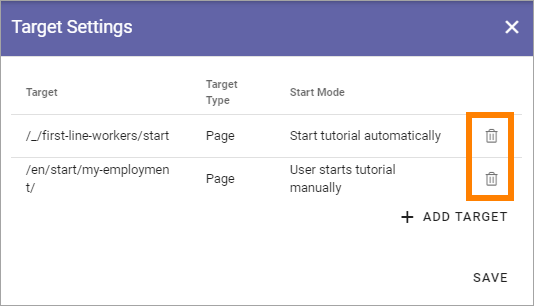 Target Settings
Target
Target
Type
Start Mode
/_/first-line-workers/start
Page
Start tutorial automatically
/en/start/my-employmen
t/
Page
User starts tutorial
manually
+ ADD TARGET
SAVE